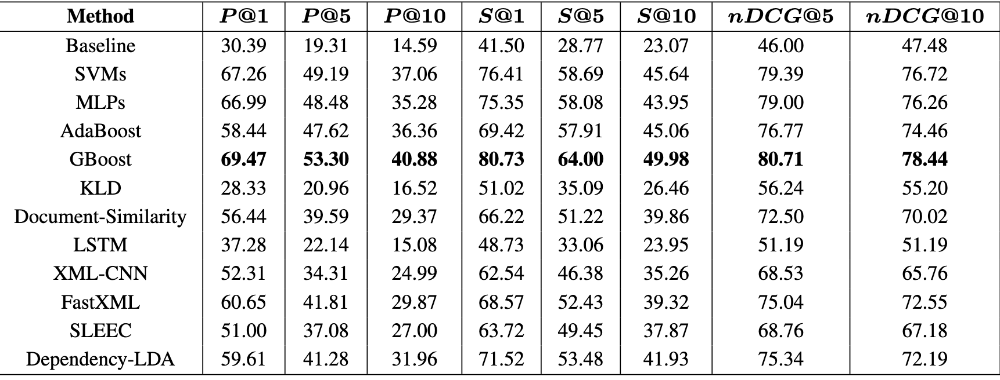 Method P@1 P@5 P@10 S@1 S@5 S@10 nDCG@5 nDCG@10
Baseline 30.39 19.31 14.59 41.50 28.77 23.07 46.00 47.48
SVMs 67.26 49.19 37.06 76.41 58.69 45.64 79.39 76.72
MLPs 66.99 48.48 35.28 75.35 58.08 43.95 79.00 76.26
AdaBoost 58.44 47.62 36.36 69.42 57.91 45.06 76.77 74.46
GBoost 69.47 53.30 40.88 80.73 64.00 49.98 80.71 78.44
KLD 28.33 20.96 16.52 51.02 35.09 26.46 56.24 55.20
Document-Similarity 56.44 39.59 29.37 66.22 51.22 39.86 72.50 70.02
LSTM 37.28 22.14 15.08 48.73 33.06 23.95 51.19 51.19
XML-CNN 52.31 34.31 24.99 62.54 46.38 35.26 68.53 65.76
FastXML 60.65 41.81 29.87 68.57 52.43 39.32 75.04 72.55
SLEEC 51.00 37.08 27.00 63.72 49.45 37.87 68.76 67.18
Dependency-LDA 59.61 41.28 31.96 71.52 53.48 41.93 75.34 72.19